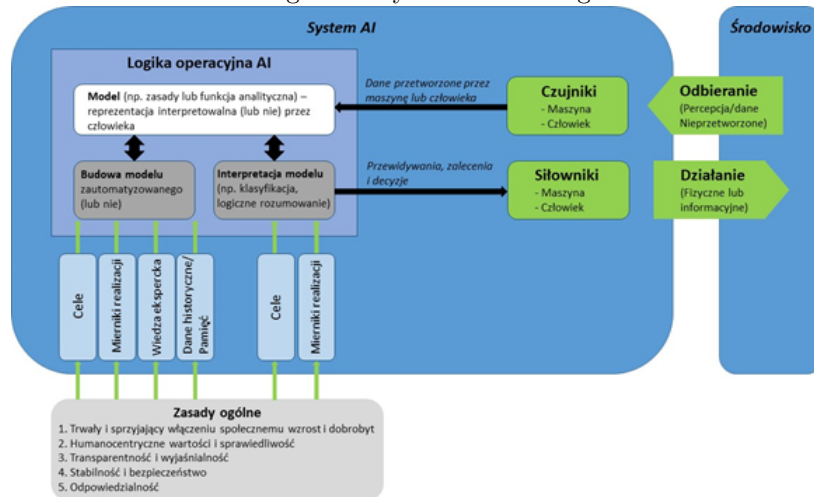 System AI
Środowisko
Logika operacyjna AI
Model (np. zasady lub funkcja analityczna) –
reprezentacja interpretowalna (lub nie) przez
człowieka
Dane przetworzone przez
maszynę lub człowieka
Czujniki
- Maszyna
- Człowiek
Odbieranie
(Percepcja/dane
Nieprzetworzone)
Budowa modelu
zautomatyzowanego
(lub nie)
Interpretacja modelu
(np. klasyfikacja,
logiczne rozumowanie)
Przewidywania, zalecenia
i decyzje
Siłowniki
- Maszyna
- Człowiek
Działanie
(Fizyczne lub
informacyjne)
Cele
Mierniki realizacji
Wiedza ekspercka
Dane historyczne/
Pamięć
Cele
Mierniki realizacji
Zasady ogólne
1. Trwały i sprzyjający włączeniu społecznemu wzrost i dobrobyt
2. Humanocentryczne wartości i sprawiedliwość
3. Transparentność i wyjaśnialność
4. Stabilność i bezpieczeństwo
5. Odpowiedzialność